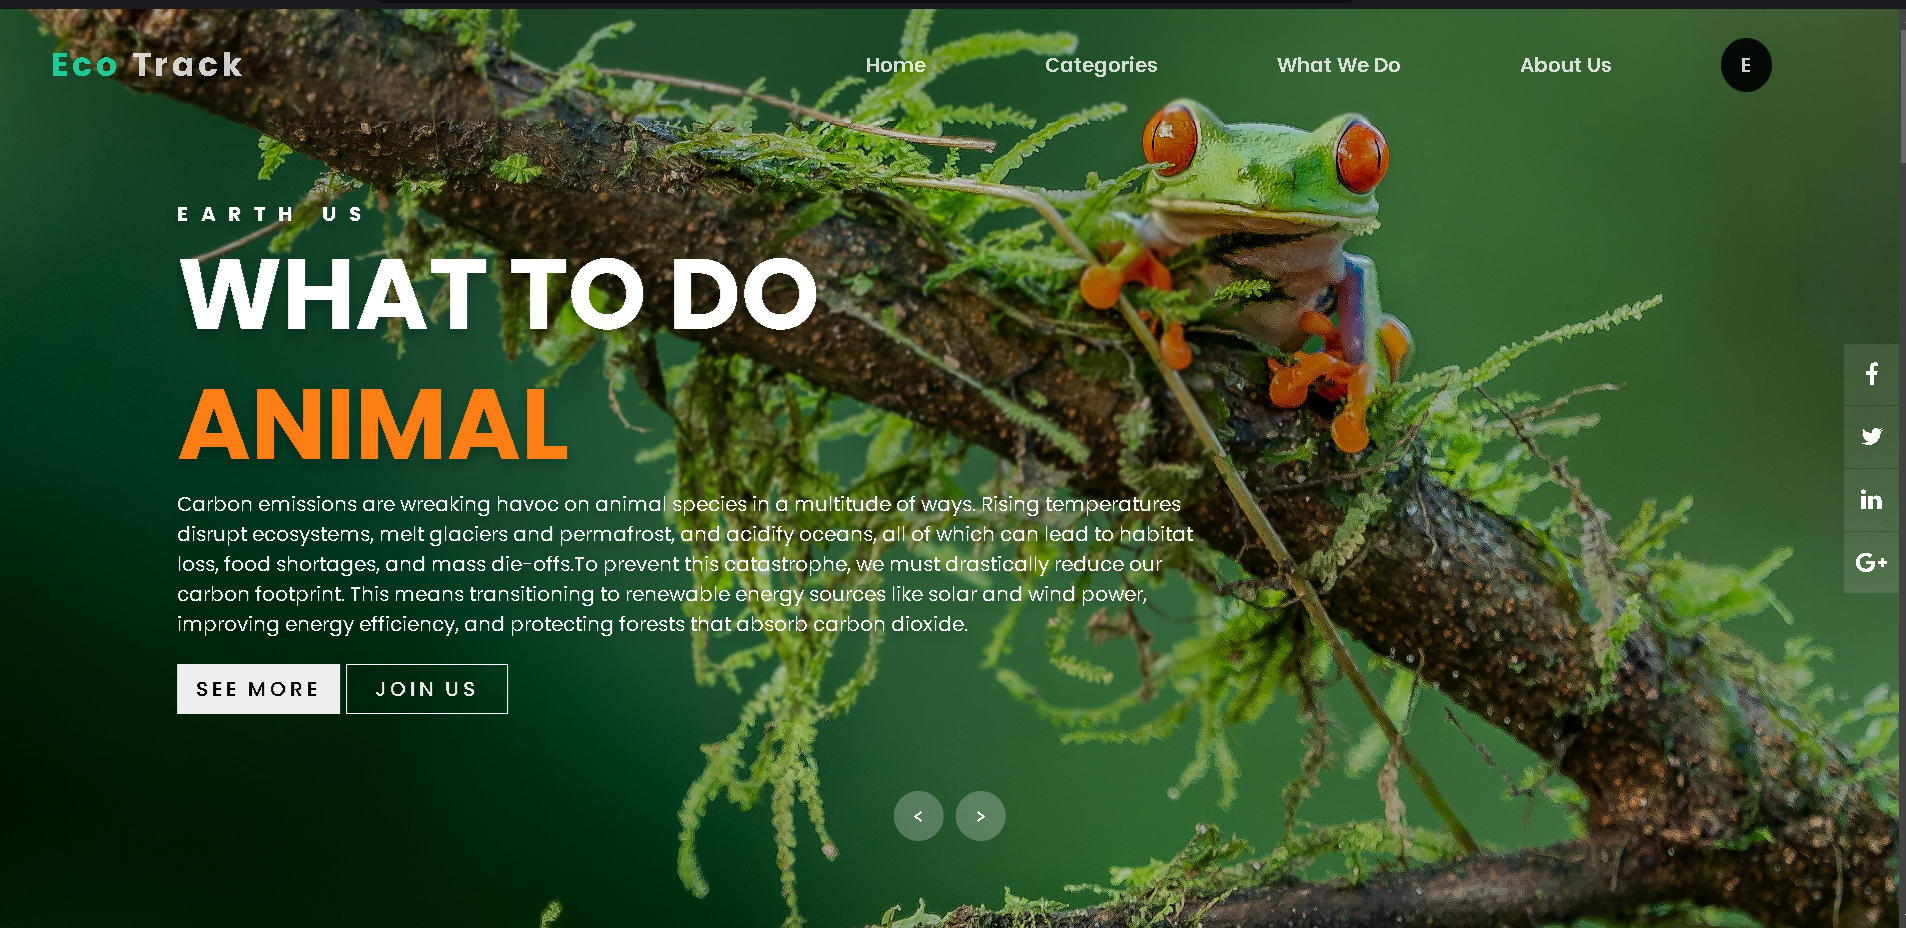 Eco Track
Home
Categories
What We Do
About Us
E
EARTH US
WHAT TO DO
ANIMAL
Carbon emissions are wreaking havoc on animal species in a multitude of ways. Rising temperatures
disrupt ecosystems, melt glaciers and permafrost, and acidify oceans, all of which can lead to habitat
loss, food shortages, and mass die-offs.To prevent this catastrophe, we must drastically reduce our
carbon footprint. This means transitioning to renewable energy sources like solar and wind power,
improving energy efficiency, and protecting forests that absorb carbon dioxide.
SEE MORE
JOIN US
< >
f
in
G+